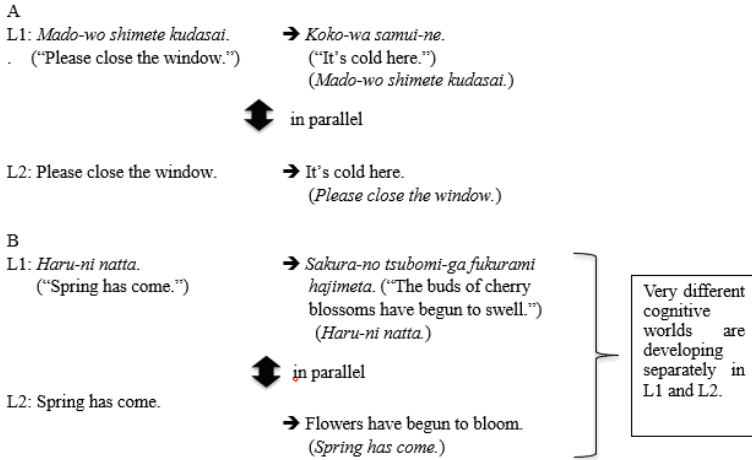 A
L1: Mado-wo shimete kudasai. → Koko-wa samui-ne.
. (“Please close the window.”) (“It’s cold here.”)
(Mado-wo shimete kudasai.)
in parallel
L2: Please close the window. → It’s cold here.
(Please close the window.)
B
L1: Haru-ni natta. → Sakura-no tsubomi-ga fukurami
(“Spring has come.”) hajimeta. (“The buds of cherry
blossoms have begun to swell.”)
(Haru-ni natta.)
in parallel
L2: Spring has come.
→ Flowers have begun to bloom.
(Spring has come.)
Very different
cognitive
worlds are
developing
separately in
L1 and L2.